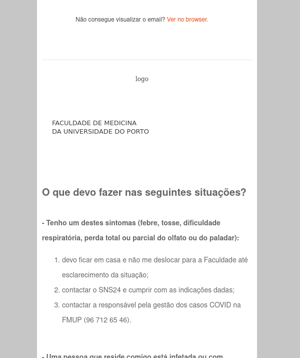 Não consegue visualizar o email? Ver no browser.
logo
FACULDADE DE MEDICINA
DA UNIVERSIDADE DO PORTO
O que devo fazer nas seguintes situações?
- Tenho um destes sintomas (febre, tosse, dificuldade
respiratória, perda total ou parcial do olfato ou do paladar):
1. devo ficar em casa e não me deslocar para a Faculdade até
esclarecimento da situação;
2. contactar o SNS24 e cumprir com as indicações dadas;
3. contactar a responsável pela gestão dos casos COVID na
FMUP (96 712 65 46).
- Uma pessoa que reside comigo está infetada ou com